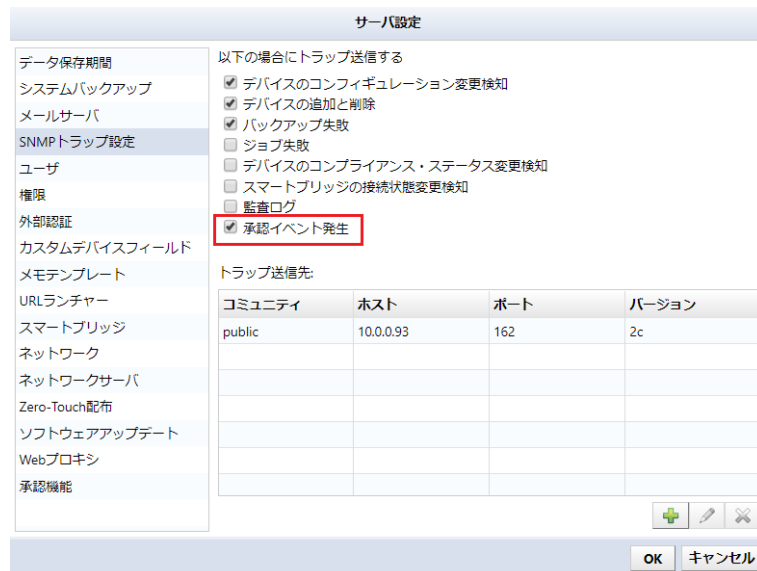 サーバ設定
データ保存期間
システムバックアップ
メールサーバ
SNMPトラップ設定
ユーザ
権限
外部認証
カスタムデバイスフィールド
メモテンプレート
URLランチャー
スマートブリッジ
ネットワーク
ネットワークサーバ
Zero-Touch配布
ソフトウェアアップデート
Webプロキシ
承認機能
以下の場合にトラップ送信する
デバイスのコンフィギュレーション変更検知
デバイスの追加と削除
バックアップ失敗
ジョブ失敗
デバイスのコンプライアンス・ステータス変更検知
スマートブリッジの接続状態変更検知
監査ログ
承認イベント発生
トラップ送信先:
コミュニティ ホスト ポート バージョン
public 10.0.0.93 162 2c
OK キャンセル